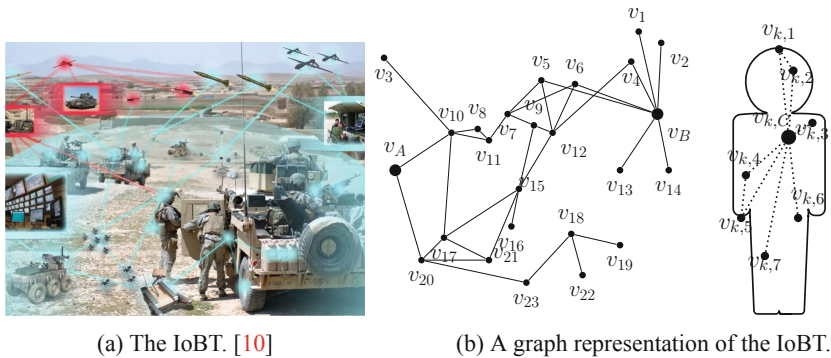 v1
v2
v3
v4
v5
v6
v7
v8
v9
v10
v11
v12
v13
v14
v15
v16
v17
v18
v19
v20
v21
v22
v23
vA
vB
vk,1
vk,2
vk,C
vk,3
vk,4
vk,5
vk,6
vk,7
(a) The IoBT. [10]
(b) A graph representation of the IoBT.